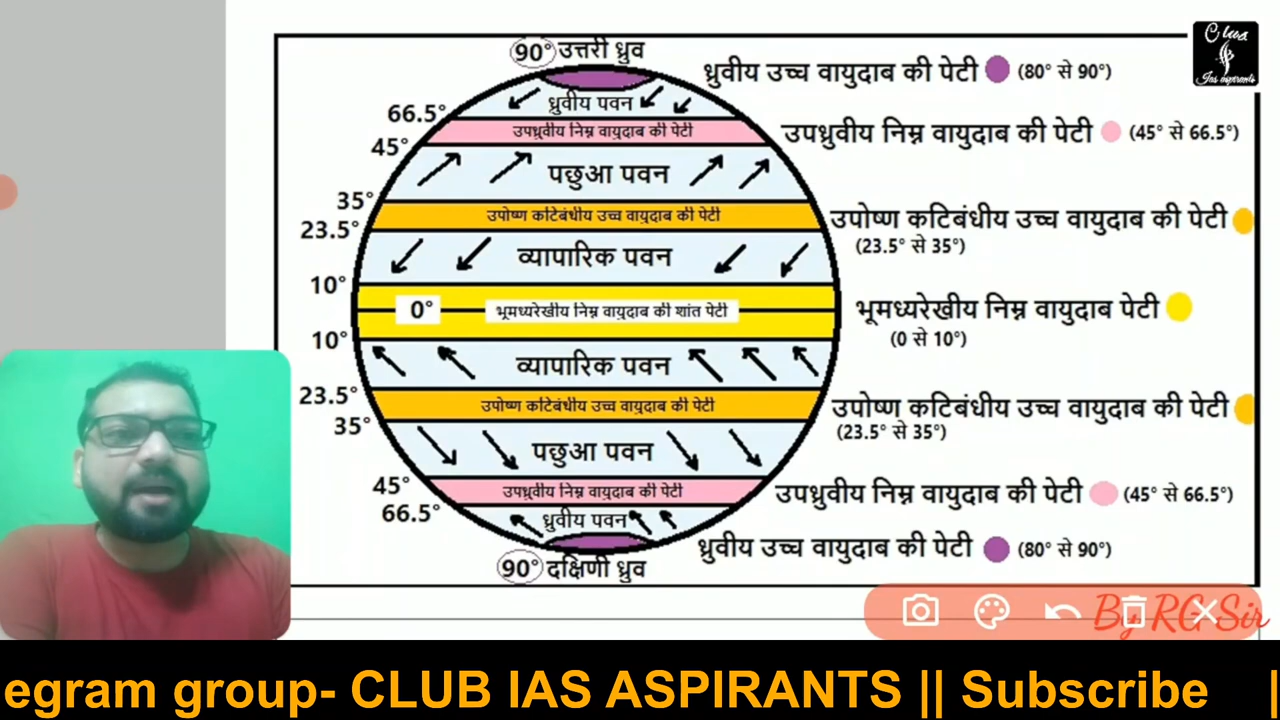 Club
Ias aspirants
90° उत्तरी ध्रुव
ध्रुवीय उच्च वायुदाब की पेटी (80° से 90°)
66.5°
ध्रुवीय पवन
उपध्रुवीय निम्न वायुदाब की पेटी
उपध्रुवीय निम्न वायुदाब की पेटी (45° से 66.5°)
45°
पछुआ पवन
35°
उपोष्ण कटिबंधीय उच्च वायुदाब की पेटी
उपोष्ण कटिबंधीय उच्च वायुदाब की पेटी
(23.5° से 35°)
23.5°
व्यापारिक पवन
10°
0°
भूमध्यरेखीय निम्न वायुदाब की शांत पेटी
भूमध्यरेखीय निम्न वायुदाब पेटी
(0 से 10°)
10°
व्यापारिक पवन
23.5°
उपोष्ण कटिबंधीय उच्च वायुदाब की पेटी
उपोष्ण कटिबंधीय उच्च वायुदाब की पेटी
(23.5° से 35°)
35°
पछुआ पवन
45°
उपध्रुवीय निम्न वायुदाब की पेटी
उपध्रुवीय निम्न वायुदाब की पेटी (45° से 66.5°)
66.5°
ध्रुवीय पवन
ध्रुवीय उच्च वायुदाब की पेटी (80° से 90°)
90° दक्षिणी ध्रुव
By RG Sir
egram group- CLUB IAS ASPIRANTS || Subscribe |